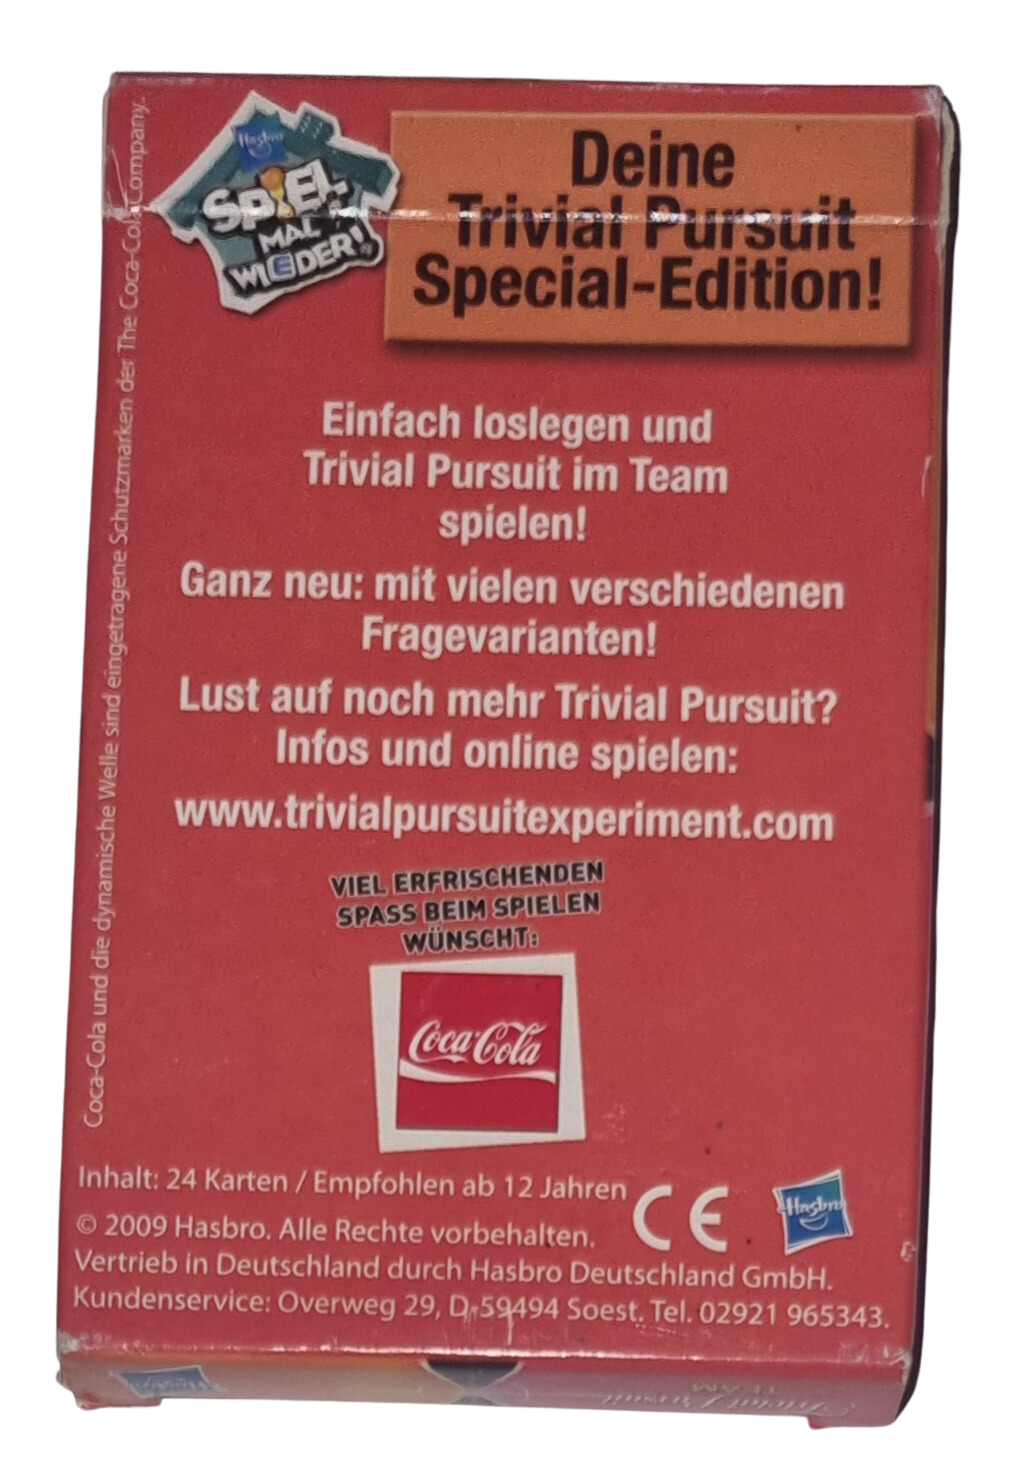 Hasbro
SPIEL
MAL
WIEDER!
Deine
Trivial Pursuit
Special-Edition!
Einfach loslegen und
Trivial Pursuit im Team
spielen!
Ganz neu: mit vielen verschiedenen
Fragevarianten!
Lust auf noch mehr Trivial Pursuit?
Infos und online spielen:
www.trivialpursuitexperiment.com
VIEL ERFRISCHENDEN
SPASS BEIM SPIELEN
WÜNSCHT:
Coca-Cola
Coca-Cola und die dynamische Welle sind eingetragene Schutzmarken der The Coca-Cola Company.
Inhalt: 24 Karten / Empfohlen ab 12 Jahren
CE
Hasbro
© 2009 Hasbro. Alle Rechte vorbehalten.
Vertrieb in Deutschland durch Hasbro Deutschland GmbH.
Kundenservice: Overweg 29, D-59494 Soest. Tel. 02921 965343.
Hasbro
Trivial Pursuit
TEAM